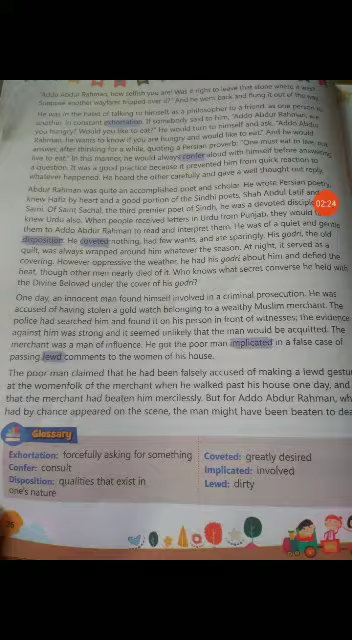 "Addo Abdur Rahman, how selfish you are! Was it right to leave that stone where it was?
Suppose another wayfarer tripped over it?" And he went back and flung it out of the way.
He was in the habit of talking to himself as a philosopher to a friend, as one person to
another in constant exhortation. If somebody said to him, "Addo Abdur Rahman, are
you hungry? Would you like to eat?" He would turn to himself and ask, "Addo Abdur
Rahman, he wants to know if you are hungry and would like to eat." And he would
answer, after thinking for a while, quoting a Persian proverb: "One must eat to live, not
live to eat." In this manner, he would always confer aloud with himself before answering
a question. It was a good practice because it prevented him from quick reaction to
whatever happened. He heard the other carefully and gave a well thought out reply.
Abdur Rahman was quite an accomplished poet and scholar. He wrote Persian poetry,
knew Hafiz by heart and a good portion of the Sindhi poets, Shah Abdul Latif and
Sami. Of Saint Sachal, the third premier poet of Sindh, he was a devoted disciple
02:24
knew Urdu also. When people received letters in Urdu from Punjab, they would
them to Addo Abdur Rahman to read and interpret them. He was of a quiet and gentle
disposition. He coveted nothing, had few wants, and ate sparingly. His godri, the old
quilt, was always wrapped around him whatever the season. At night, it served as a
covering. However oppressive the weather, he had his godri about him and defied the
heat, though other men nearly died of it. Who knows what secret converse he held with
the Divine Beloved under the cover of his godri?
One day, an innocent man found himself involved in a criminal prosecution. He was
accused of having stolen a gold watch belonging to a wealthy Muslim merchant. The
police had searched him and found it on his person in front of witnesses; the evidence
against him was strong and it seemed unlikely that the man would be acquitted. The
merchant was a man of influence. He got the poor man implicated in a false case of
passing lewd comments to the women of his house.
The poor man claimed that he had been falsely accused of making a lewd gestu
at the womenfolk of the merchant when he walked past his house one day, and
that the merchant had beaten him mercilessly. But for Addo Abdur Rahman, wh
had by chance appeared on the scene, the man might have been beaten to dea
Glossary
Exhortation: forcefully asking for something
Confer: consult
Disposition: qualities that exist in
one's nature
Coveted: greatly desired
Implicated: involved
Lewd: dirty